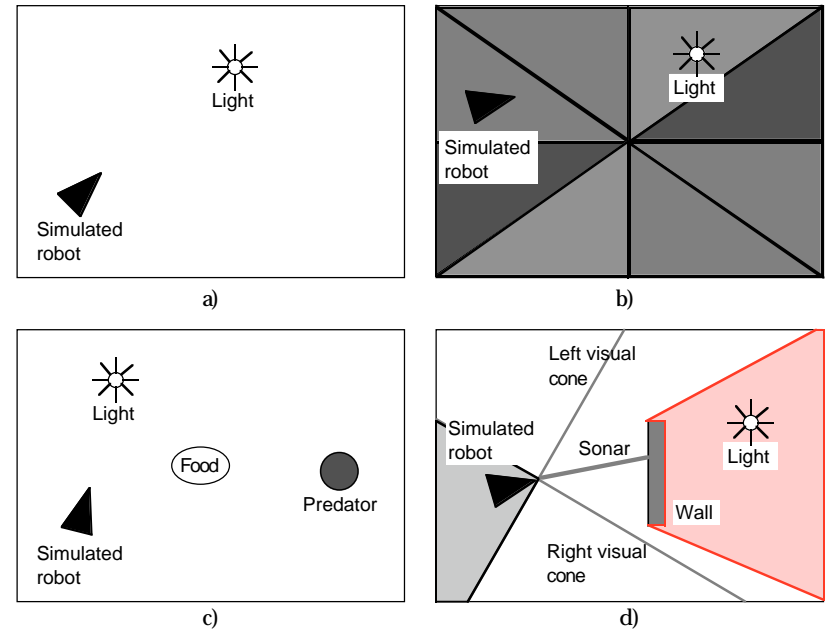 Light
Simulated
robot
a)
Light
Simulated
robot
b)
Light
Food
Predator
Simulated
robot
c)
Left visual
cone
Simulated
robot
Sonar
Light
Wall
Right visual
cone
d)